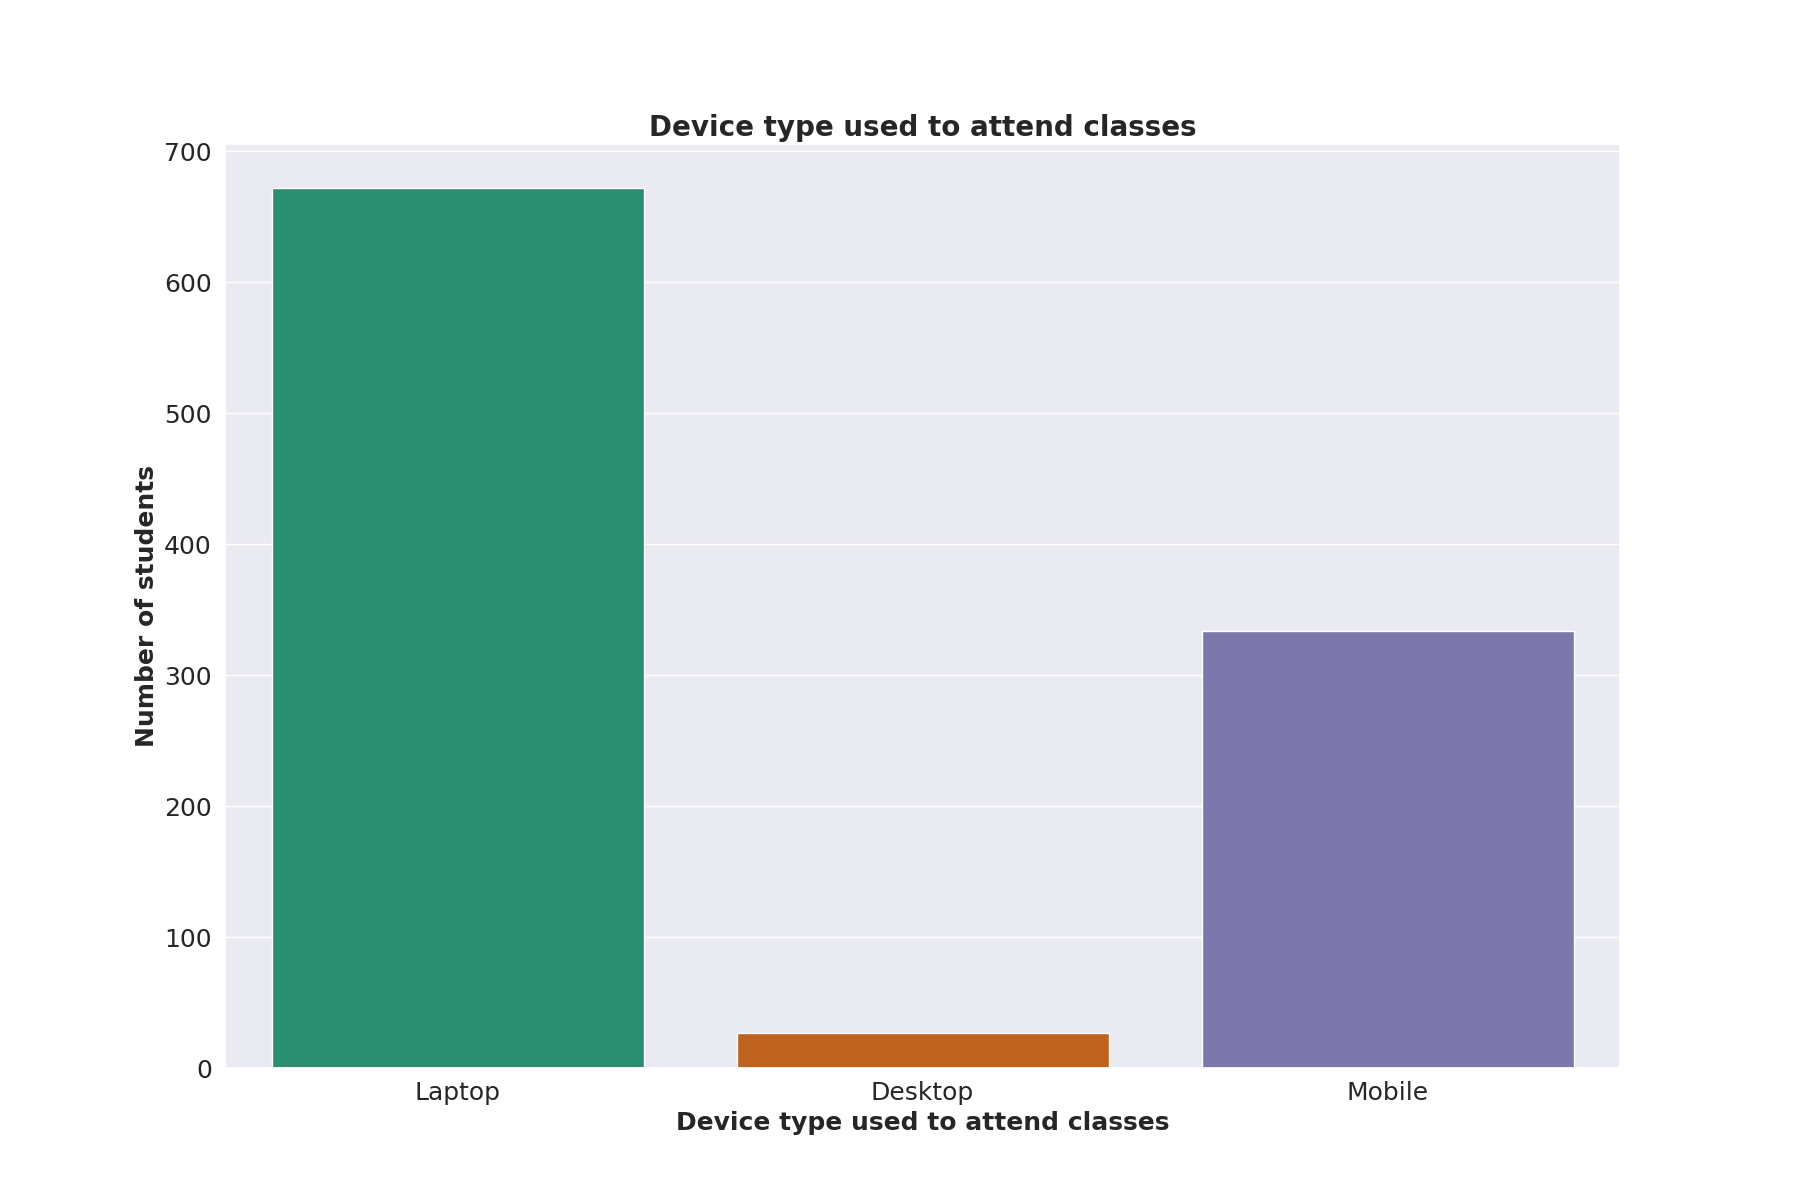 Device type used to attend classes
700
600
500
400
300
200
100
0
Number of students
Laptop Desktop Mobile
Device type used to attend classes